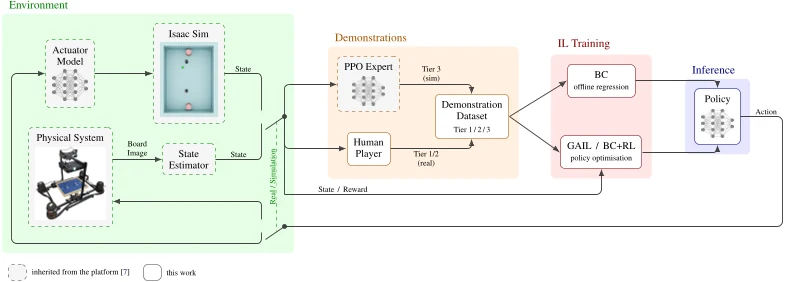 Environment
Isaac Sim
Actuator
Model
State
Physical System
Board
Image
State
Estimator
State
Real / Simulation
Demonstrations
PPO Expert
Tier 3
(sim)
Human
Player
Tier 1/2
(real)
Demonstration
Dataset
Tier 1 / 2 / 3
State / Reward
IL Training
BC
offline regression
GAIL / BC+RL
policy optimisation
Inference
Policy
Action
inherited from the platform [7]
this work